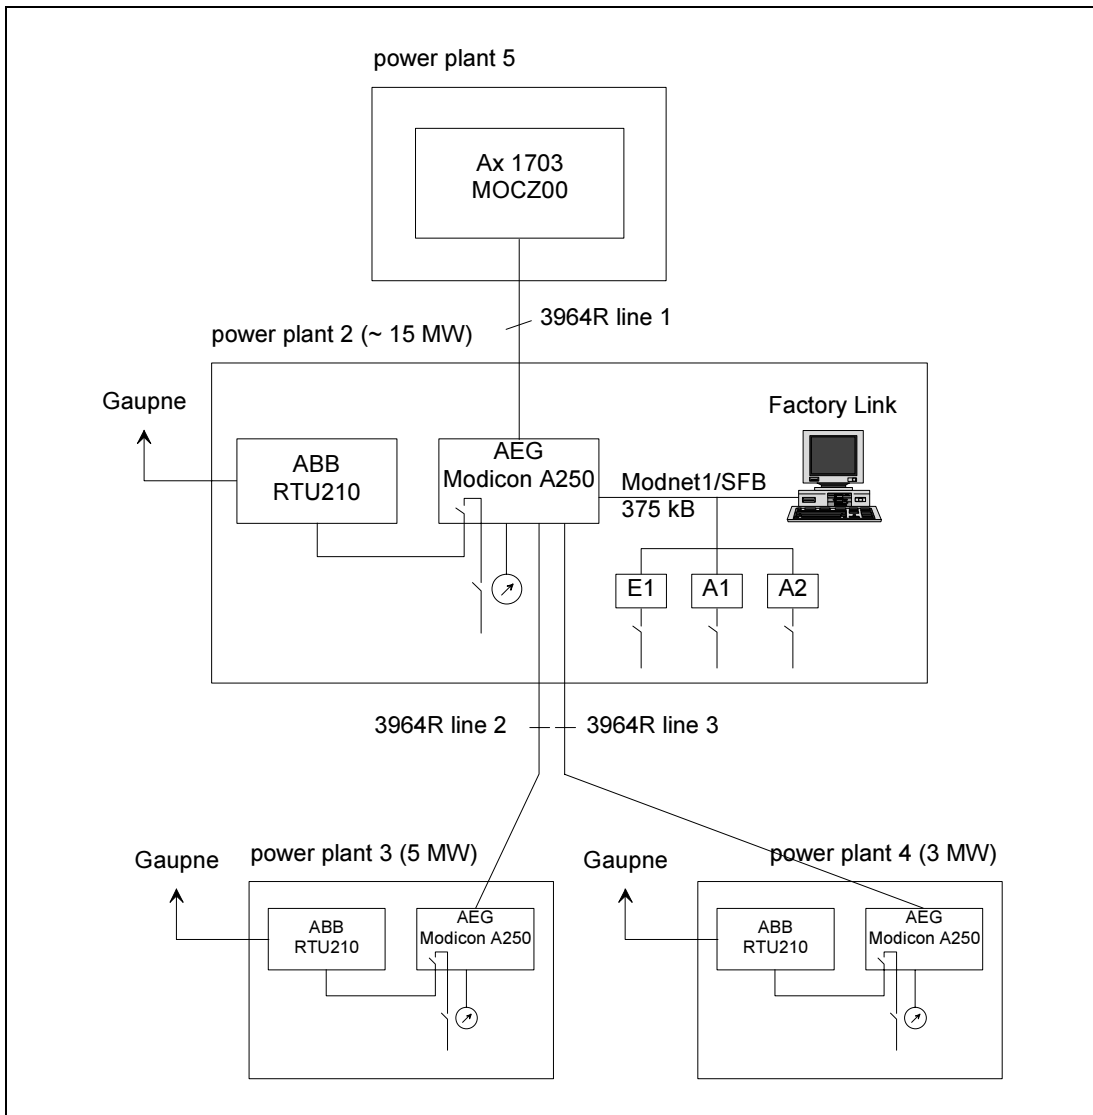 power plant 5
Ax 1703
MOCZ00
3964R line 1
power plant 2 (~ 15 MW)
Gaupne
Factory Link
ABB
RTU210
AEG
Modicon A250
Modnet1/SFB
375 kB
E1
A1
A2
3964R line 2
3964R line 3
Gaupne
power plant 3 (5 MW)
ABB
RTU210
AEG
Modicon A250
Gaupne
power plant 4 (3 MW)
ABB
RTU210
AEG
Modicon A250